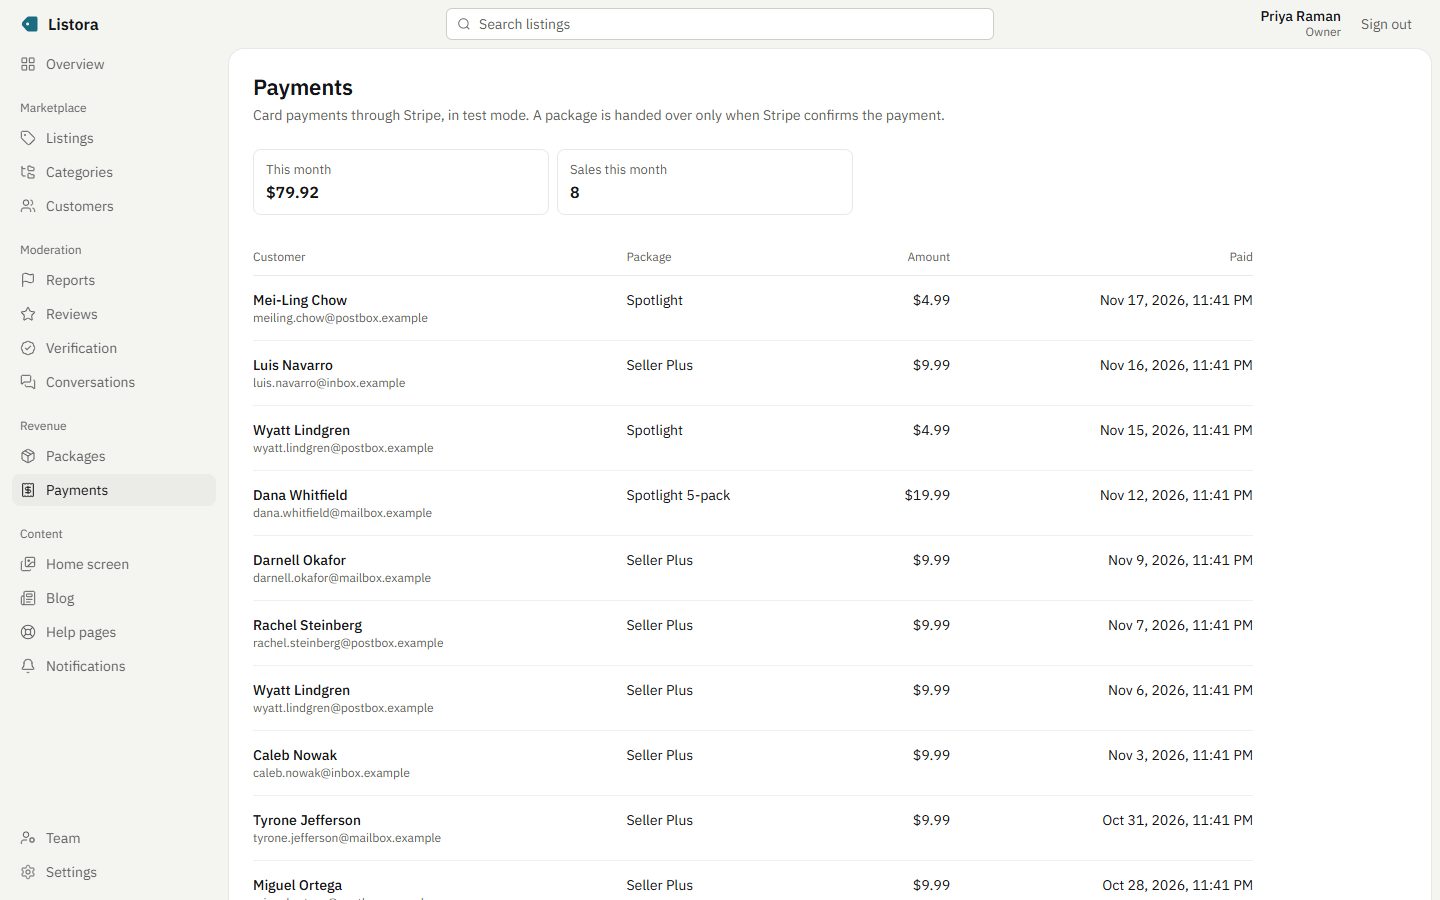 Listora
Search listings
Priya Raman
Owner
Sign out
Overview
Marketplace
Listings
Categories
Customers
Moderation
Reports
Reviews
Verification
Conversations
Revenue
Packages
Payments
Content
Home screen
Blog
Help pages
Notifications
Team
Settings
Payments
Card payments through Stripe, in test mode. A package is handed over only when Stripe confirms the payment.
This month
$79.92
Sales this month
8
Customer Package Amount Paid
Mei-Ling Chow Spotlight $4.99 Nov 17, 2026, 11:41 PM
meiling.chow@postbox.example
Luis Navarro Seller Plus $9.99 Nov 16, 2026, 11:41 PM
luis.navarro@inbox.example
Wyatt Lindgren Spotlight $4.99 Nov 15, 2026, 11:41 PM
wyatt.lindgren@postbox.example
Dana Whitfield Spotlight 5-pack $19.99 Nov 12, 2026, 11:41 PM
dana.whitfield@mailbox.example
Darnell Okafor Seller Plus $9.99 Nov 9, 2026, 11:41 PM
darnell.okafor@mailbox.example
Rachel Steinberg Seller Plus $9.99 Nov 7, 2026, 11:41 PM
rachel.steinberg@postbox.example
Wyatt Lindgren Seller Plus $9.99 Nov 6, 2026, 11:41 PM
wyatt.lindgren@postbox.example
Caleb Nowak Seller Plus $9.99 Nov 3, 2026, 11:41 PM
caleb.nowak@inbox.example
Tyrone Jefferson Seller Plus $9.99 Oct 31, 2026, 11:41 PM
tyrone.jefferson@mailbox.example
Miguel Ortega Seller Plus $9.99 Oct 28, 2026, 11:41 PM